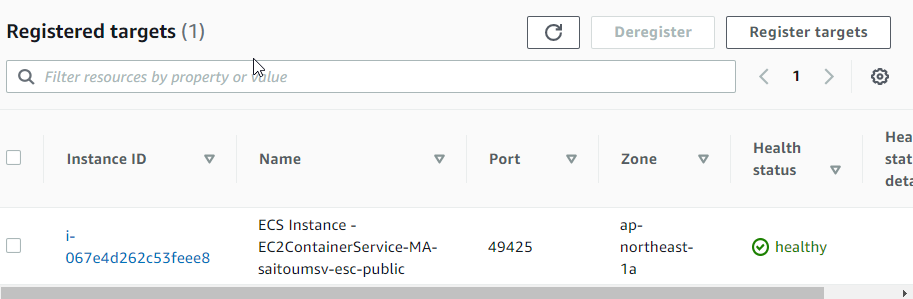 Registered targets (1)
Deregister
Register targets
Filter resources by property or value
1
Instance ID
Name
Port
Zone
Health
status
Hea
stat
deta
i-
067e4d262c53feee8
ECS Instance -
EC2ContainerService-MA-
saitoumsv-esc-public
49425
ap-
northeast-
1a
healthy